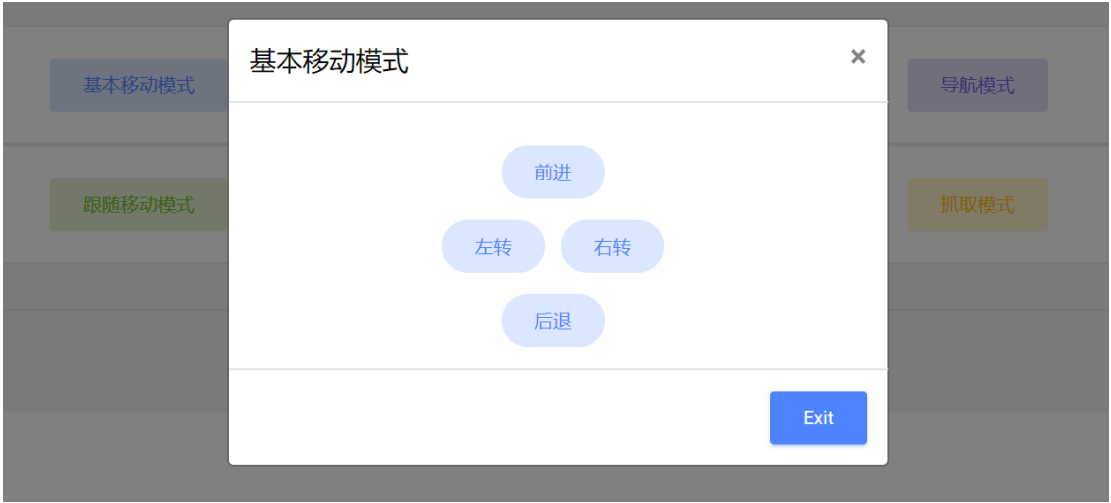 基本移动模式
×
基本移动模式
导航模式
前进
跟随移动模式
抓取模式
左转
右转
后退
Exit